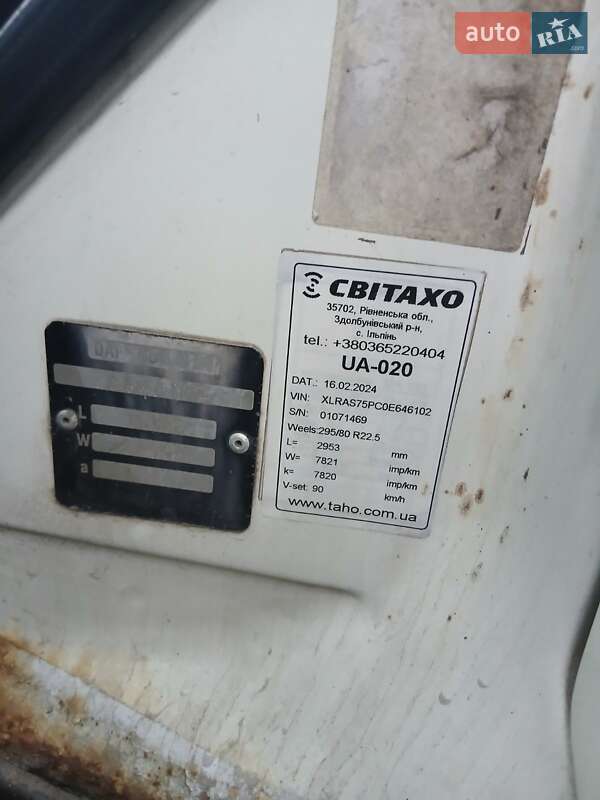 auto RIA.com
СВІТАХО
35702, Рівненська обл.,
Здолбунівський р-н,
с. Ільпінь
tel.: +380365220404
UA-020
DAT.: 16.02.2024
VIN: XLRAS75PC0E646102
S/N: 01071469
Weels: 295/80 R22.5
L= 2953 mm
W= 7821 imp/km
k= 7820 imp/km
V-set: 90 km/h
www.taho.com.ua
L
W
a